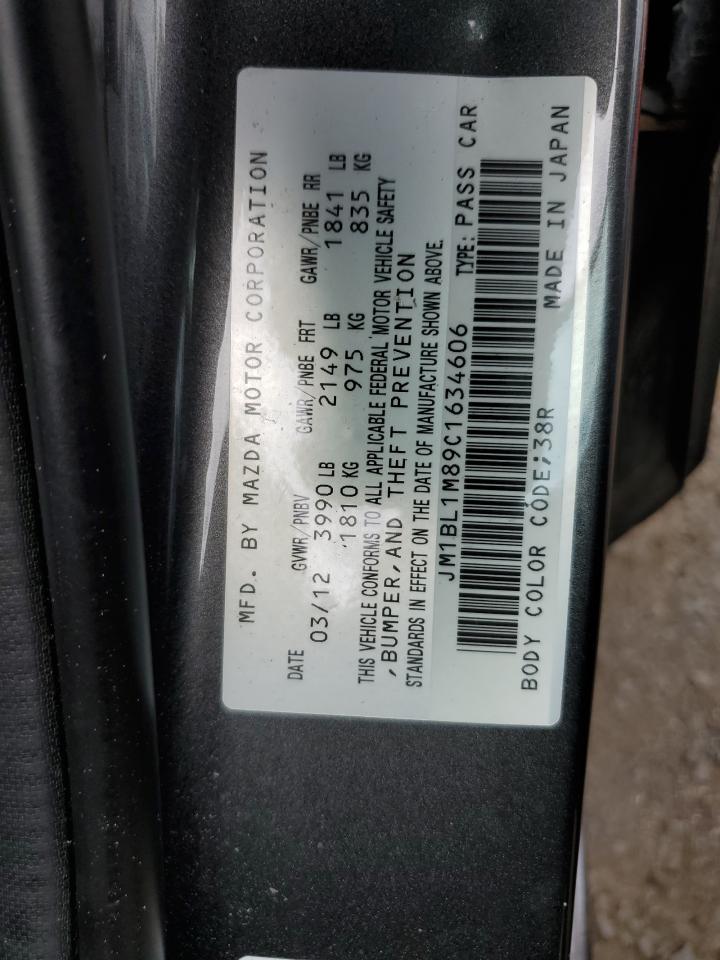 MFD. BY MAZDA MOTOR CORPORATION
DATE GVWR/PNBV GAWR/PNBE FRT GAWR/PNBE RR
03/12 3990 LB 2149 LB 1841 LB
1810 KG 975 KG 835 KG
THIS VEHICLE CONFORMS TO ALL APPLICABLE FEDERAL MOTOR VEHICLE SAFETY
, BUMPER, AND THEFT PREVENTION
STANDARDS IN EFFECT ON THE DATE OF MANUFACTURE SHOWN ABOVE.
JM1BL1M89C1634606 TYPE: PASS CAR
BODY COLOR CODE;38R MADE IN JAPAN